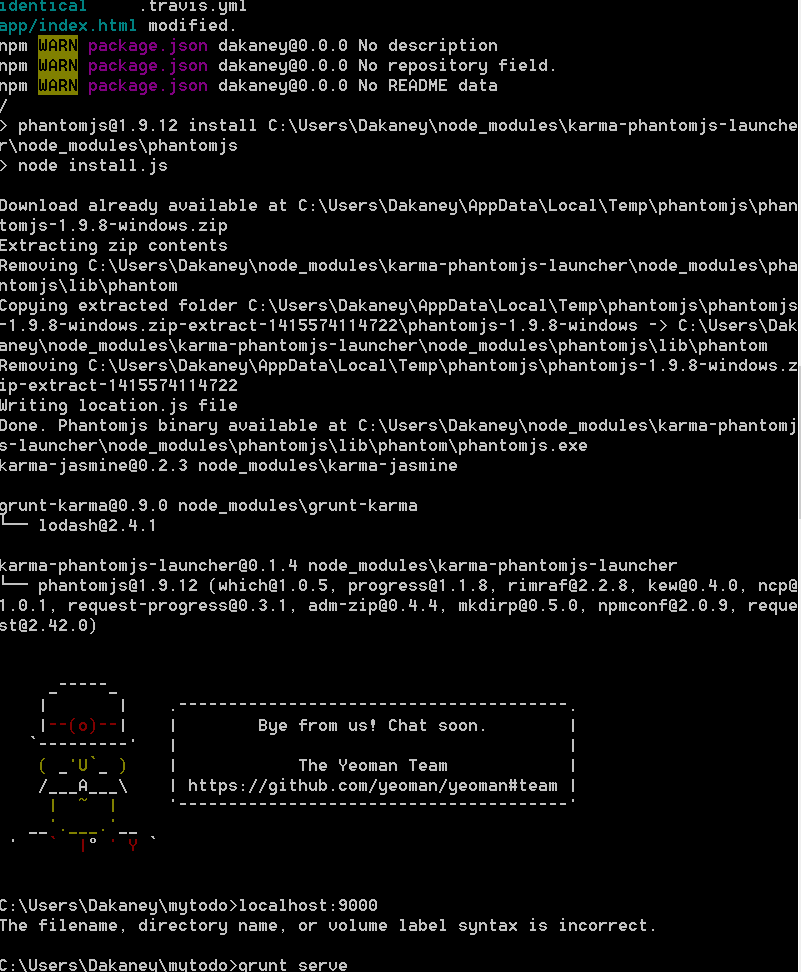 identical     .travis.yml
app/index.html modified.
npm WARN package.json dakaney@0.0.0 No description
npm WARN package.json dakaney@0.0.0 No repository field.
npm WARN package.json dakaney@0.0.0 No README data
/
> phantomjs@1.9.12 install C:\Users\Dakaney\node_modules\karma-phantomjs-launche
r\node_modules\phantomjs
> node install.js
Download already available at C:\Users\Dakaney\AppData\Local\Temp\phantomjs\phan
tomjs-1.9.8-windows.zip
Extracting zip contents
Removing C:\Users\Dakaney\node_modules\karma-phantomjs-launcher\node_modules\pha
ntomjs\lib\phantom
Copying extracted folder C:\Users\Dakaney\AppData\Local\Temp\phantomjs\phantomjs
-1.9.8-windows.zip-extract-1415574114722\phantomjs-1.9.8-windows -> C:\Users\Dak
aney\node_modules\karma-phantomjs-launcher\node_modules\phantomjs\lib\phantom
Removing C:\Users\Dakaney\AppData\Local\Temp\phantomjs\phantomjs-1.9.8-windows.z
ip-extract-1415574114722
Writing location.js file
Done. Phantomjs binary available at C:\Users\Dakaney\node_modules\karma-phantomj
s-launcher\node_modules\phantomjs\lib\phantom\phantomjs.exe
karma-jasmine@0.2.3 node_modules\karma-jasmine
grunt-karma@0.9.0 node_modules\grunt-karma
└── lodash@2.4.1
karma-phantomjs-launcher@0.1.4 node_modules\karma-phantomjs-launcher
└── phantomjs@1.9.12 (which@1.0.5, progress@1.1.8, rimraf@2.2.8, kew@0.4.0, ncp@
1.0.1, request-progress@0.3.1, adm-zip@0.4.4, mkdirp@0.5.0, npmconf@2.0.9, reque
st@2.42.0)
Bye from us! Chat soon.
The Yeoman Team
https://github.com/yeoman/yeoman#team
C:\Users\Dakaney\mytodo>localhost:9000
The filename, directory name, or volume label syntax is incorrect.
C:\Users\Dakaney\mytodo>grunt serve